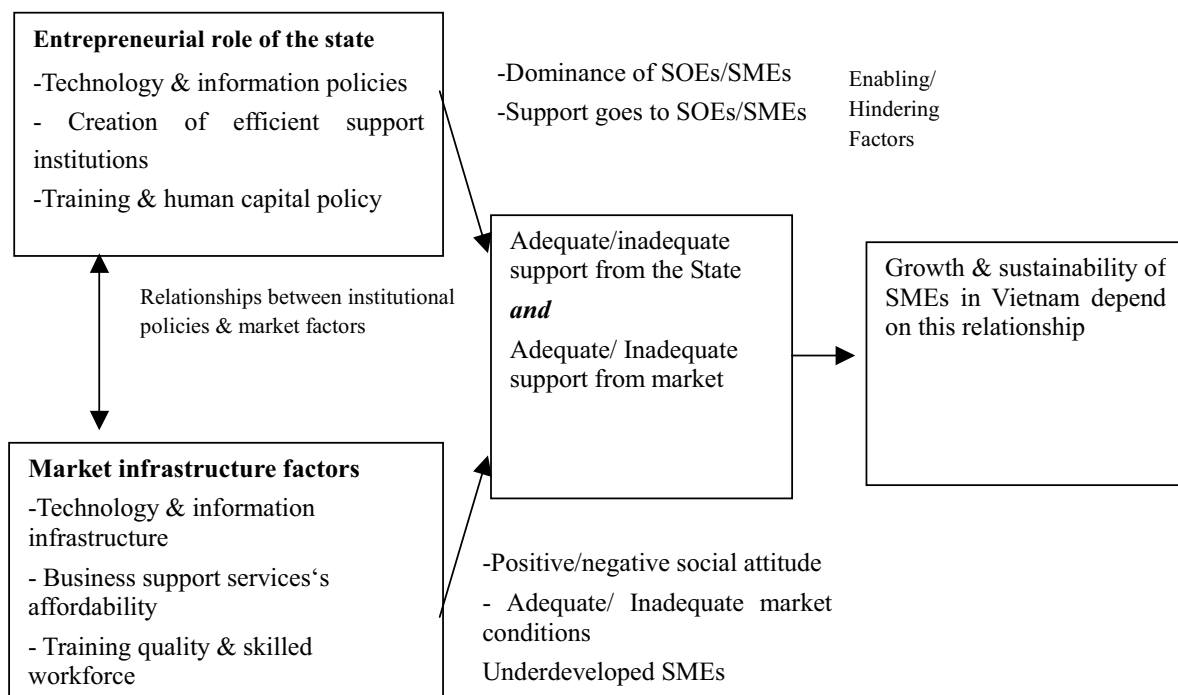 Entrepreneurial role of the state
-Technology & information policies
- Creation of efficient support
institutions
-Training & human capital policy
-Dominance of SOEs/SMEs
-Support goes to SOEs/SMEs
Enabling/
Hindering
Factors
Relationships between institutional
policies & market factors
Adequate/inadequate
support from the State
and
Adequate/ Inadequate
support from market
Growth & sustainability of
SMEs in Vietnam depend
on this relationship
Market infrastructure factors
-Technology & information
infrastructure
- Business support services‘s
affordability
- Training quality & skilled
workforce
-Positive/negative social attitude
- Adequate/ Inadequate market
conditions
Underdeveloped SMEs